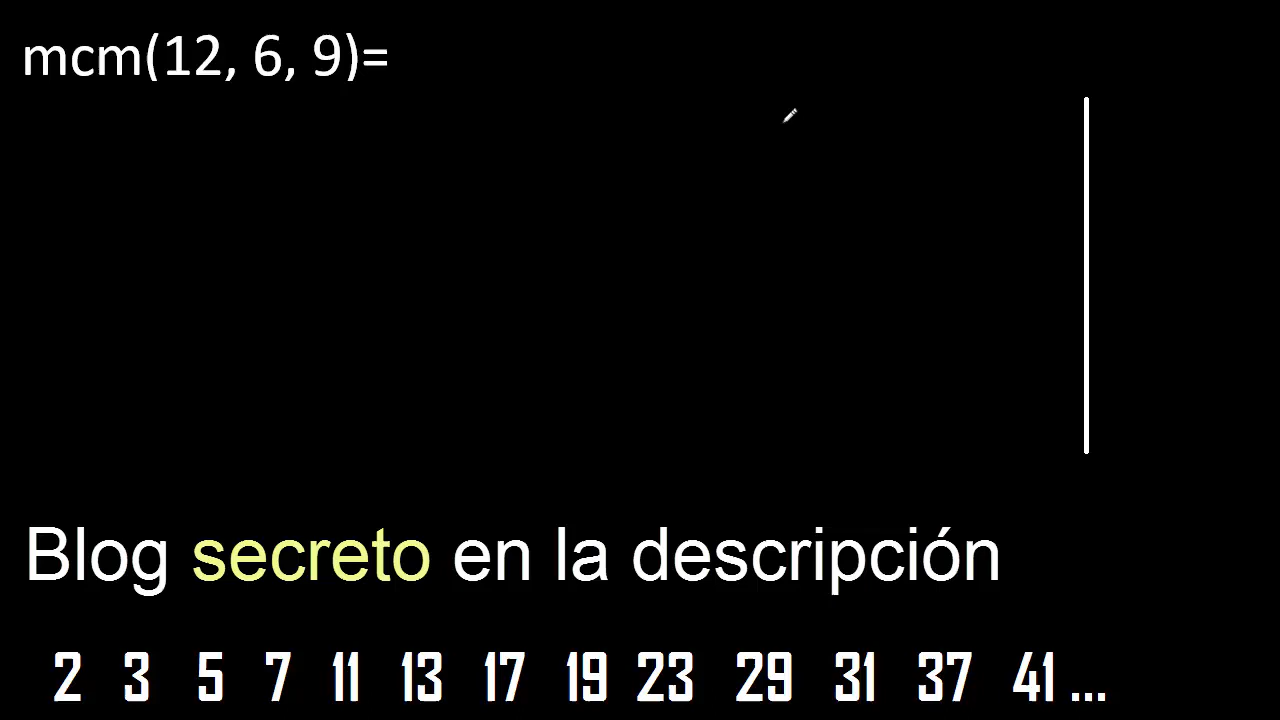 mcm(12, 6, 9)=
Blog secreto en la descripción
2 3 5 7 11 13 17 19 23 29 31 37 41 ...